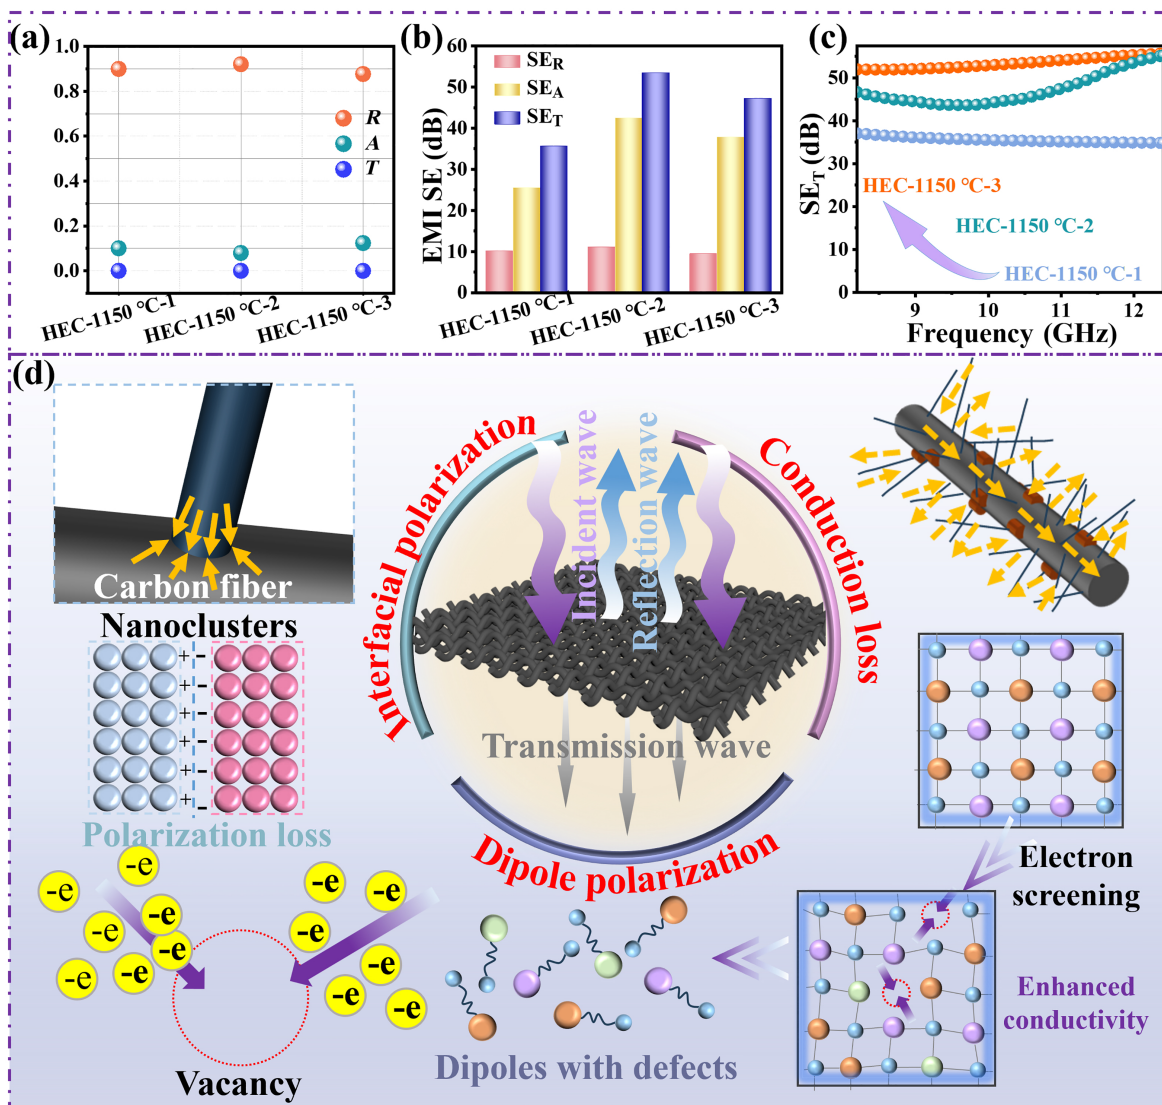 (a)
1.0
0.8
0.6
0.4
0.2
0.0
R
A
T
HEC-1150 °C-1
HEC-1150 °C-2
HEC-1150 °C-3
(b)
EMI SE (dB)
60
50
40
30
20
10
0
SER
SEA
SET
HEC-1150 °C-1
HEC-1150 °C-2
HEC-1150 °C-3
(c)
SET (dB)
50
40
30
20
10
0
HEC-1150 °C-3
HEC-1150 °C-2
HEC-1150 °C-1
9
10
11
12
Frequency (GHz)
(d)
Carbon fiber
Nanoclusters
+ -
+ -
+ -
+ -
+ -
+ -
Polarization loss
Interfacial polarization
Incident wave
Reflection wave
Conduction loss
Transmission wave
Dipole polarization
Electron
screening
Enhanced
conductivity
-e
-e
-e
-e
-e
-e
-e
-e
-e
-e
-e
-e
-e
Vacancy
Dipoles with defects